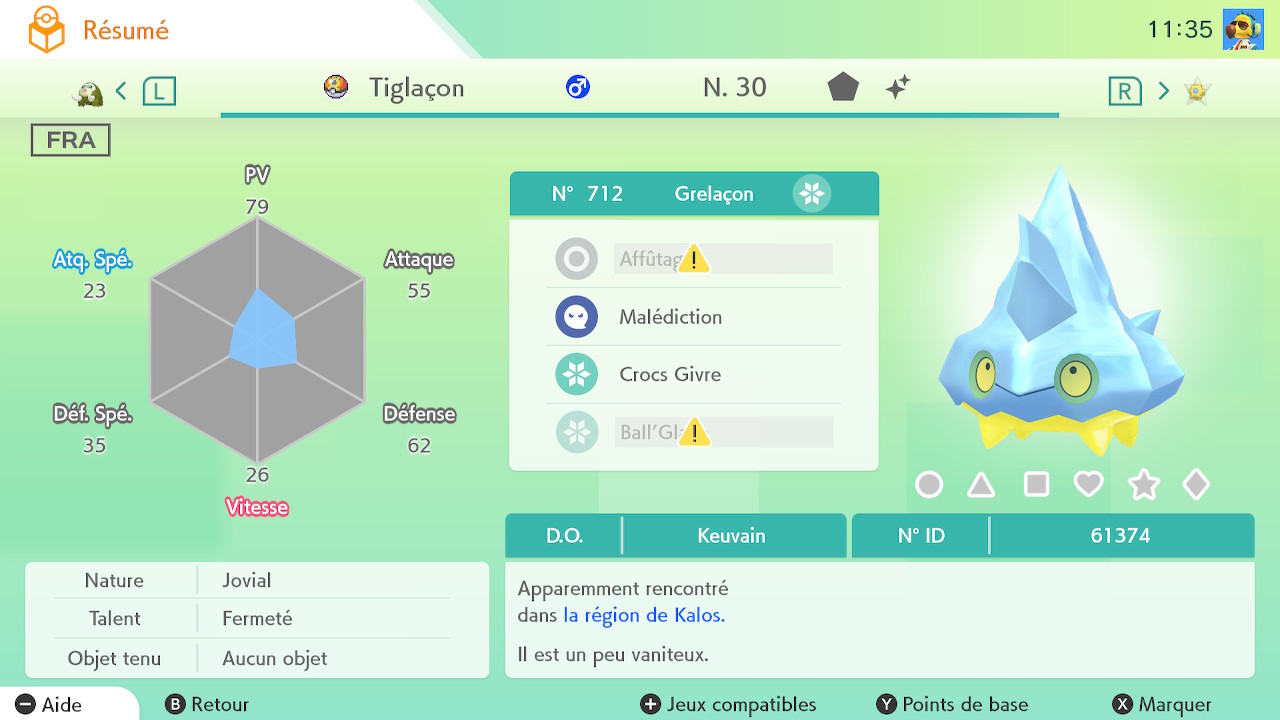 Résumé
11:35
L
Tiglaçon
N. 30
R
FRA
PV
79
Atq. Spé.
23
Attaque
55
Déf. Spé.
35
Défense
62
26
Vitesse
N° 712 Grelaçon
Malédiction
Crocs Givre
D.O. Keuvain
N° ID 61374
Nature Jovial
Talent Fermeté
Objet tenu Aucun objet
Apparemment rencontré
dans la région de Kalos.
Il est un peu vaniteux.
Aide
B Retour
Jeux compatibles
Y Points de base
X Marquer